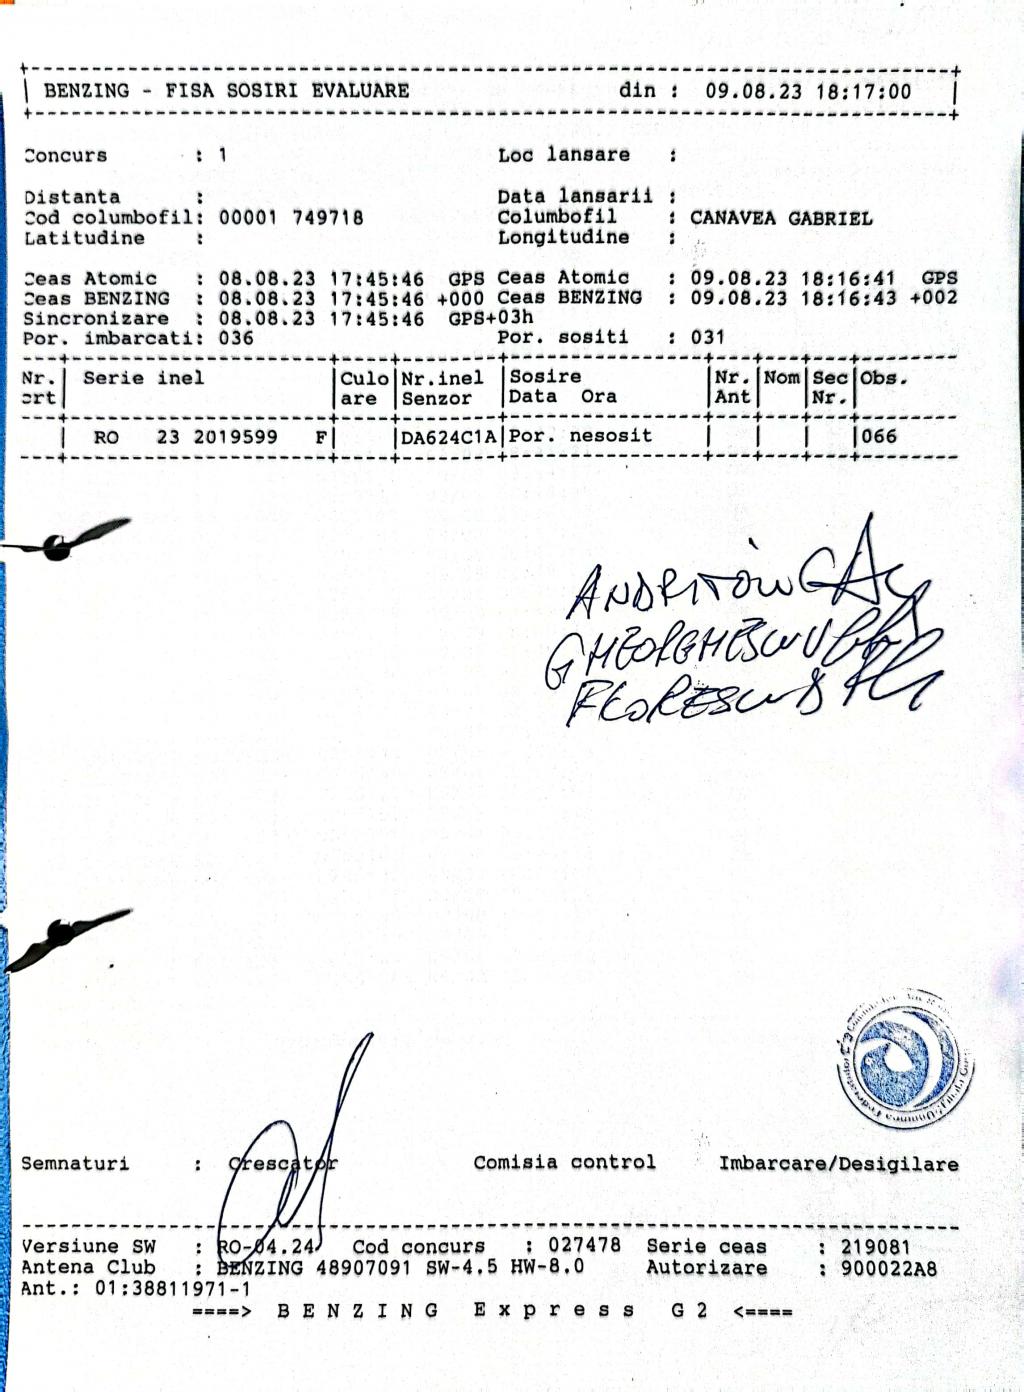 BENZING - FISA SOSIRI EVALUARE din : 09.08.23 18:17:00
Concurs : 1 Loc lansare :
Distanta : Data lansarii :
Cod columbofil: 00001 749718 Columbofil : CANAVEA GABRIEL
Latitudine : Longitudine :
Ceas Atomic : 08.08.23 17:45:46 GPS Ceas Atomic : 09.08.23 18:16:41 GPS
Ceas BENZING : 08.08.23 17:45:46 +000 Ceas BENZING : 09.08.23 18:16:43 +002
Sincronizare : 08.08.23 17:45:46 GPS+03h
Por. imbarcati: 036 Por. sositi : 031
Nr. Serie inel Culo Nr.inel Sosire Nr. Nom Sec Obs.
crt are Senzor Data Ora Ant Nr.
RO 23 2019599 F DA624C1A Por. nesosit 066
GHEORGHESCU
FLORESCU
Semnaturi : Crescator Comisia control Imbarcare/Desigilare
Versiune SW : RO-04.24 Cod concurs : 027478 Serie ceas : 219081
Antena Club : BENZING 48907091 SW-4.5 HW-8.0 Autorizare : 900022A8
Ant.: 01:38811971-1
====> BENZING Express G2 <====